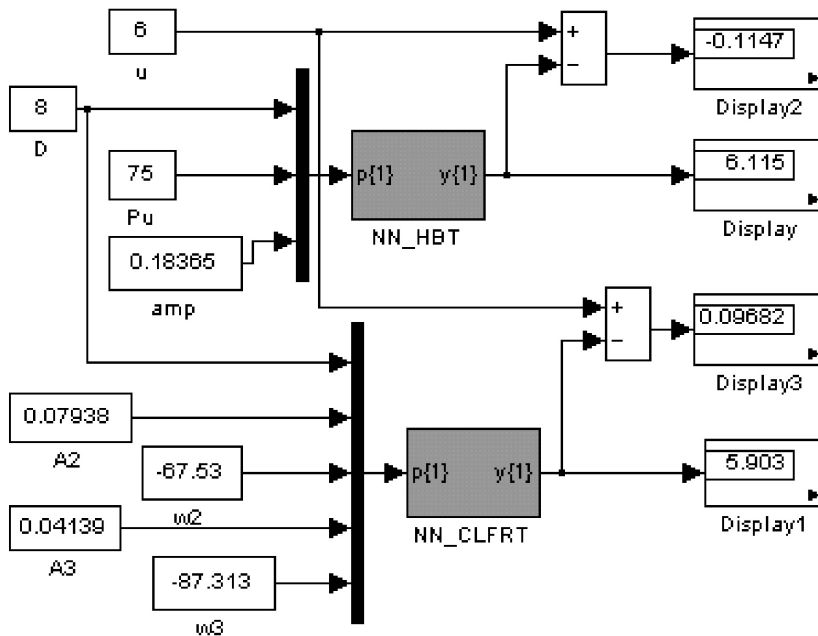 6
u
+
−
-0.1147
Display2
8
D
75
Pu
p{1}
y{1}
NN_HBT
6.115
Display
0.18365
amp
+
−
0.09682
Display3
0.07938
A2
-67.53
w2
p{1}
y{1}
NN_CLFRT
5.903
Display1
0.04139
A3
-87.313
w3